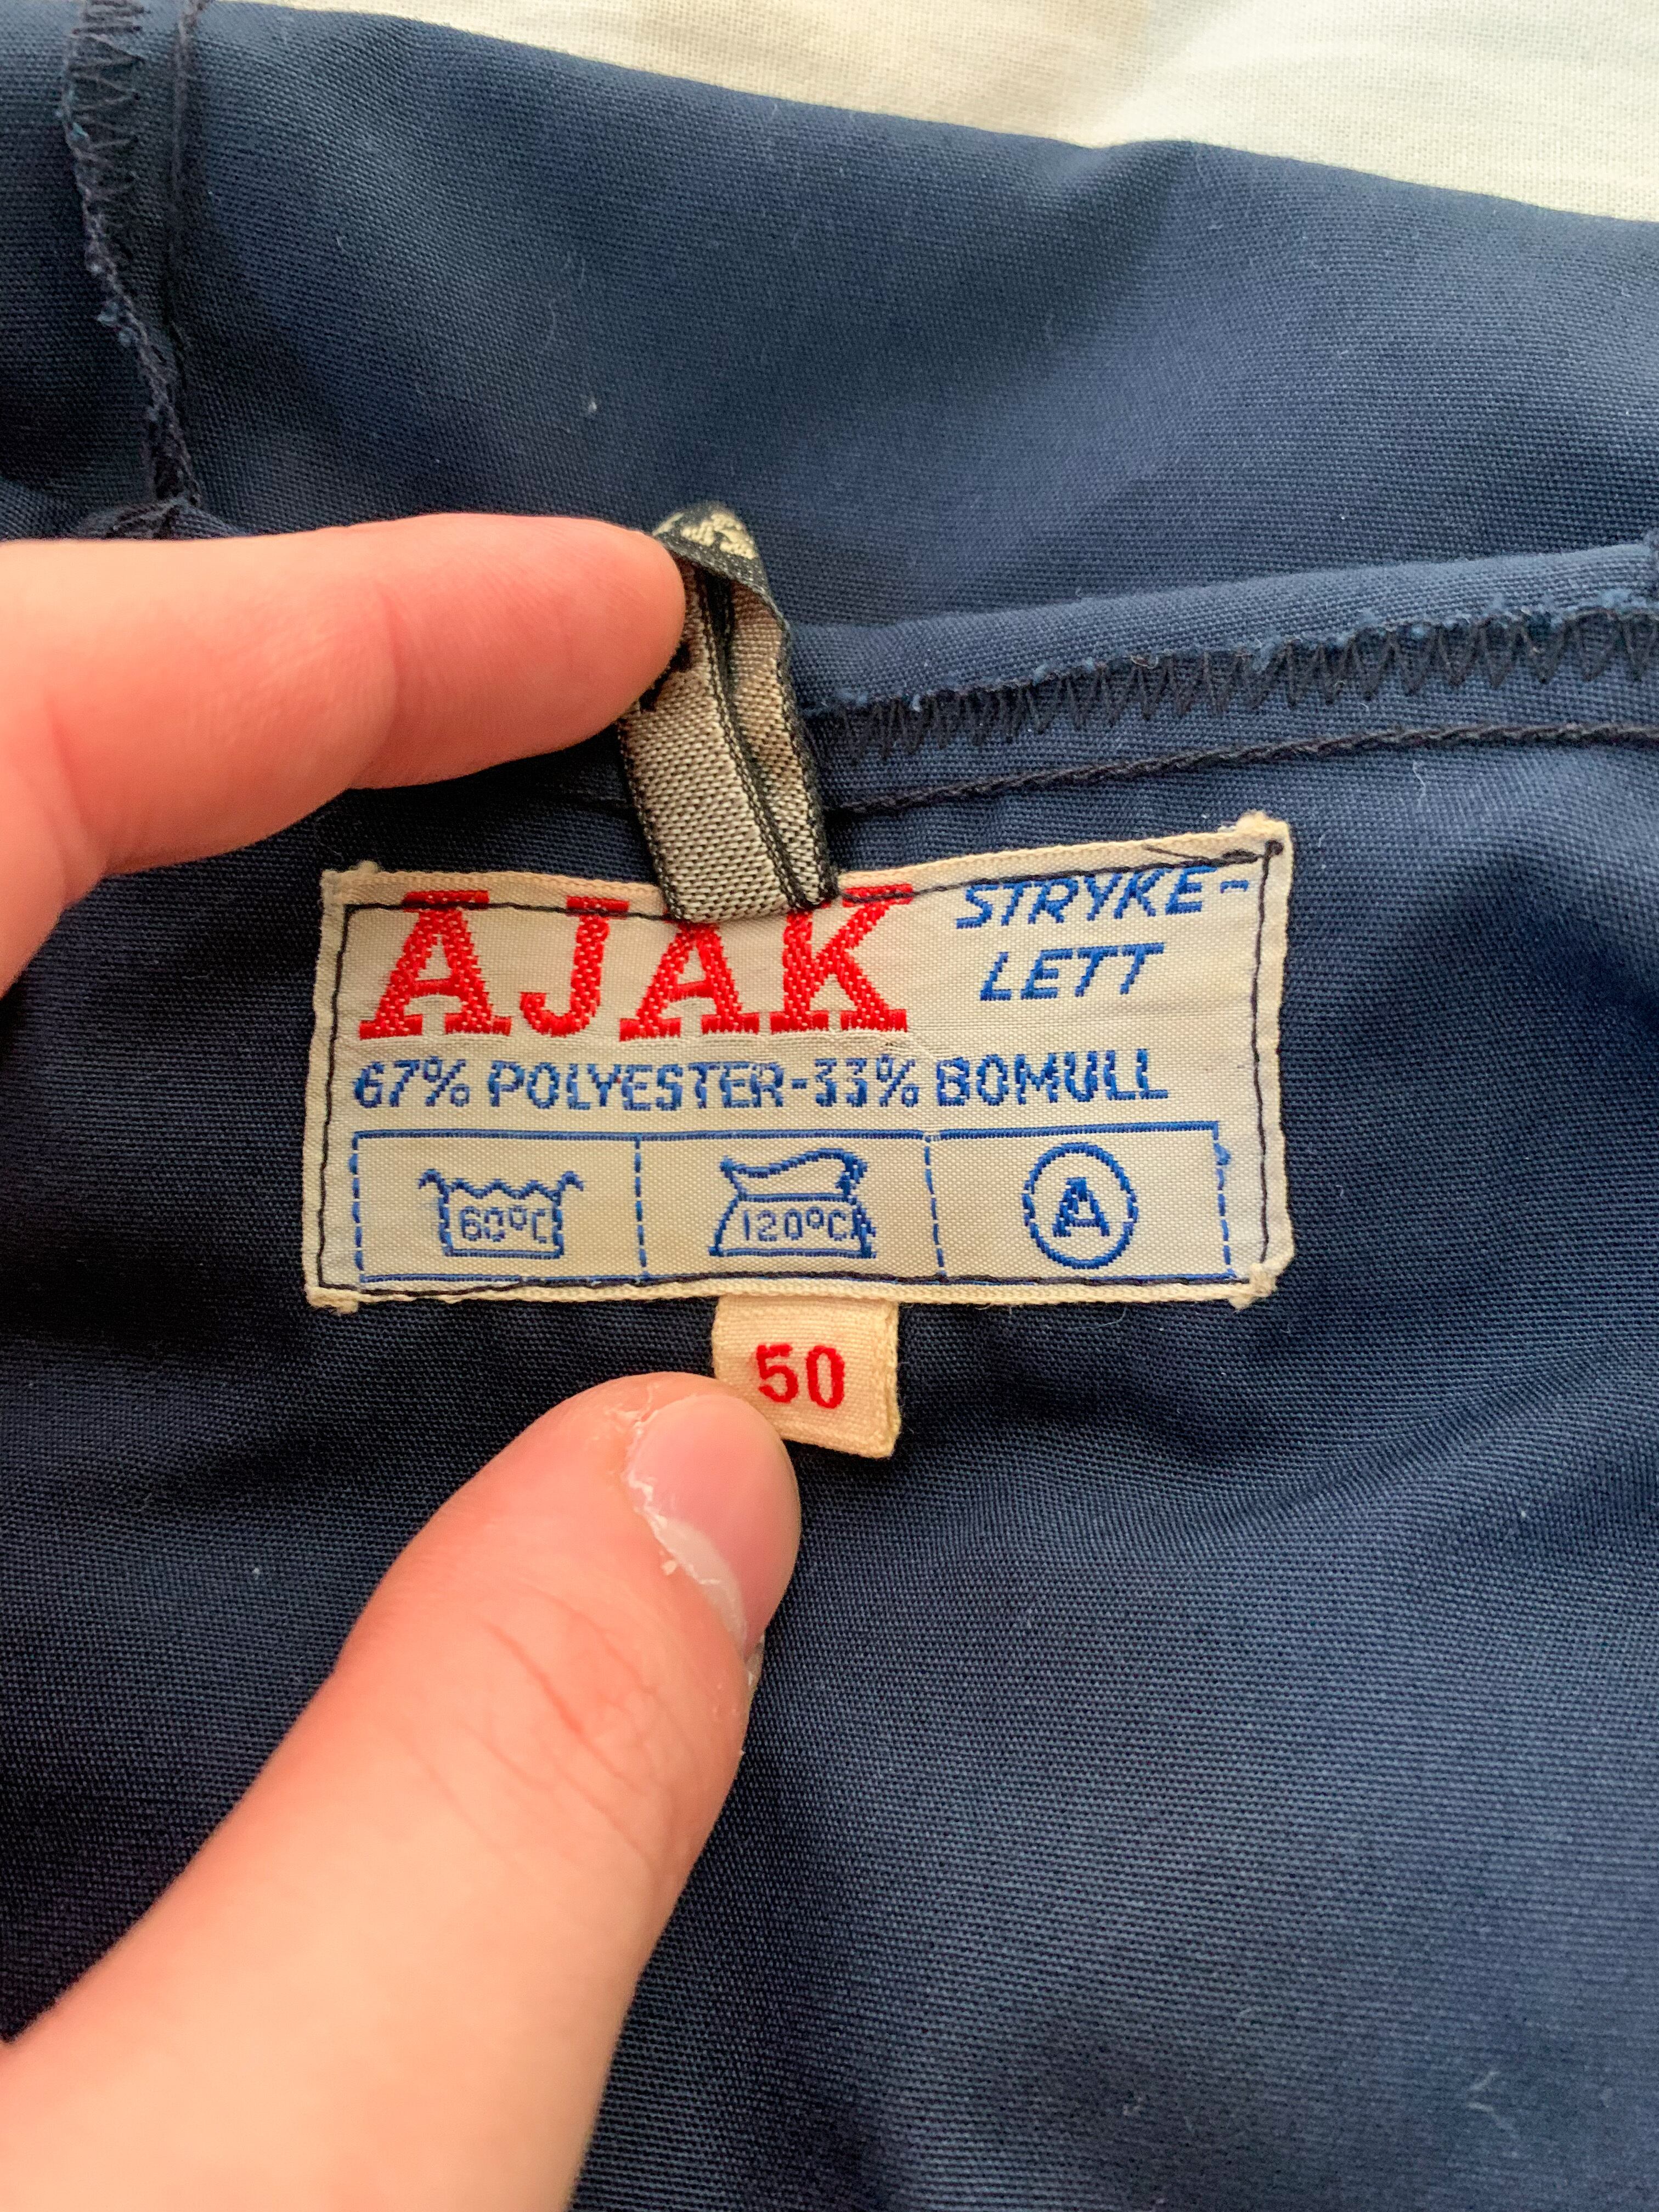 AJAK
STRYKE-
LETT
67% POLYESTER-33% BOMULL
60°C
120°C
A
50